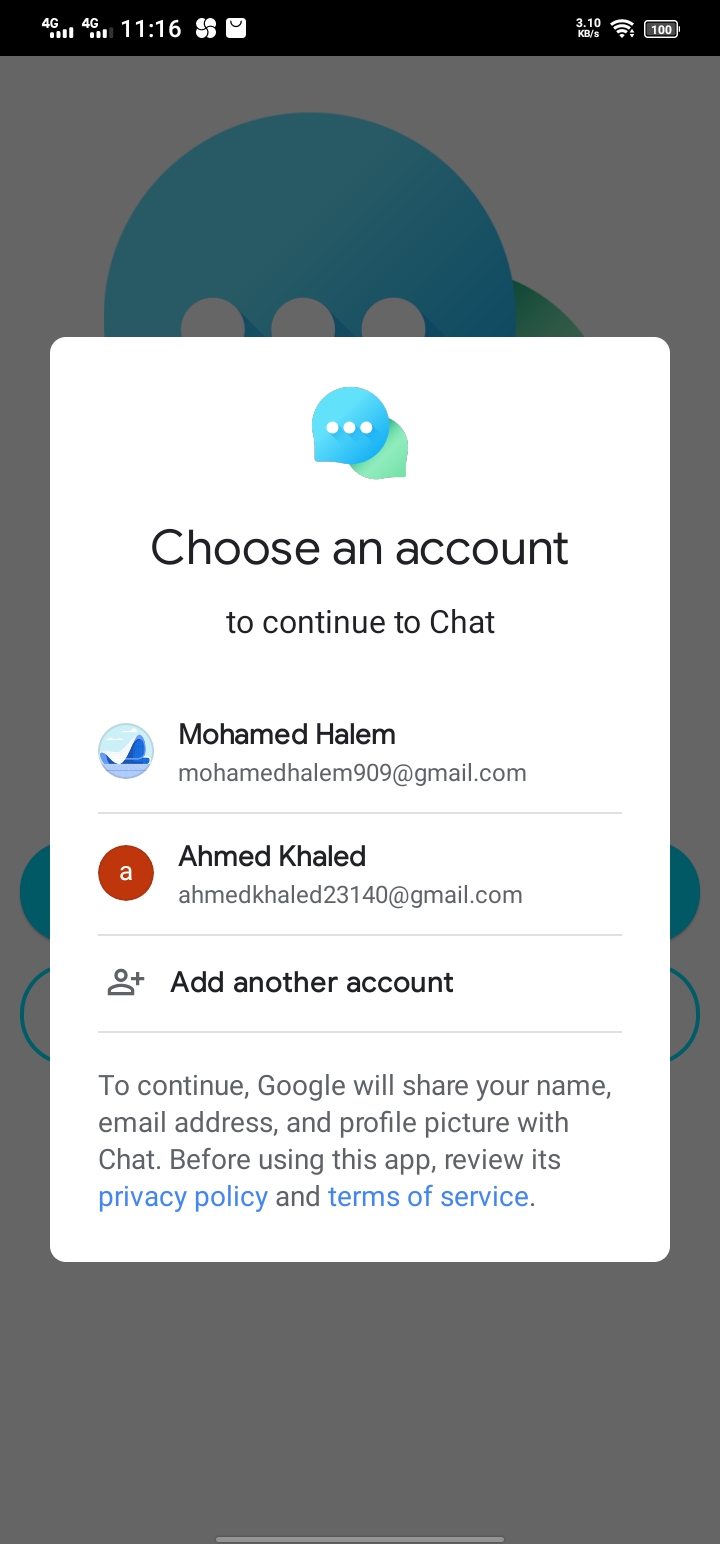 4G 4G 11:16 3.10 KB/s 100
Choose an account
to continue to Chat
Mohamed Halem
mohamedhalem909@gmail.com
a
Ahmed Khaled
ahmedkhaled23140@gmail.com
Add another account
To continue, Google will share your name,
email address, and profile picture with
Chat. Before using this app, review its
privacy policy and terms of service.